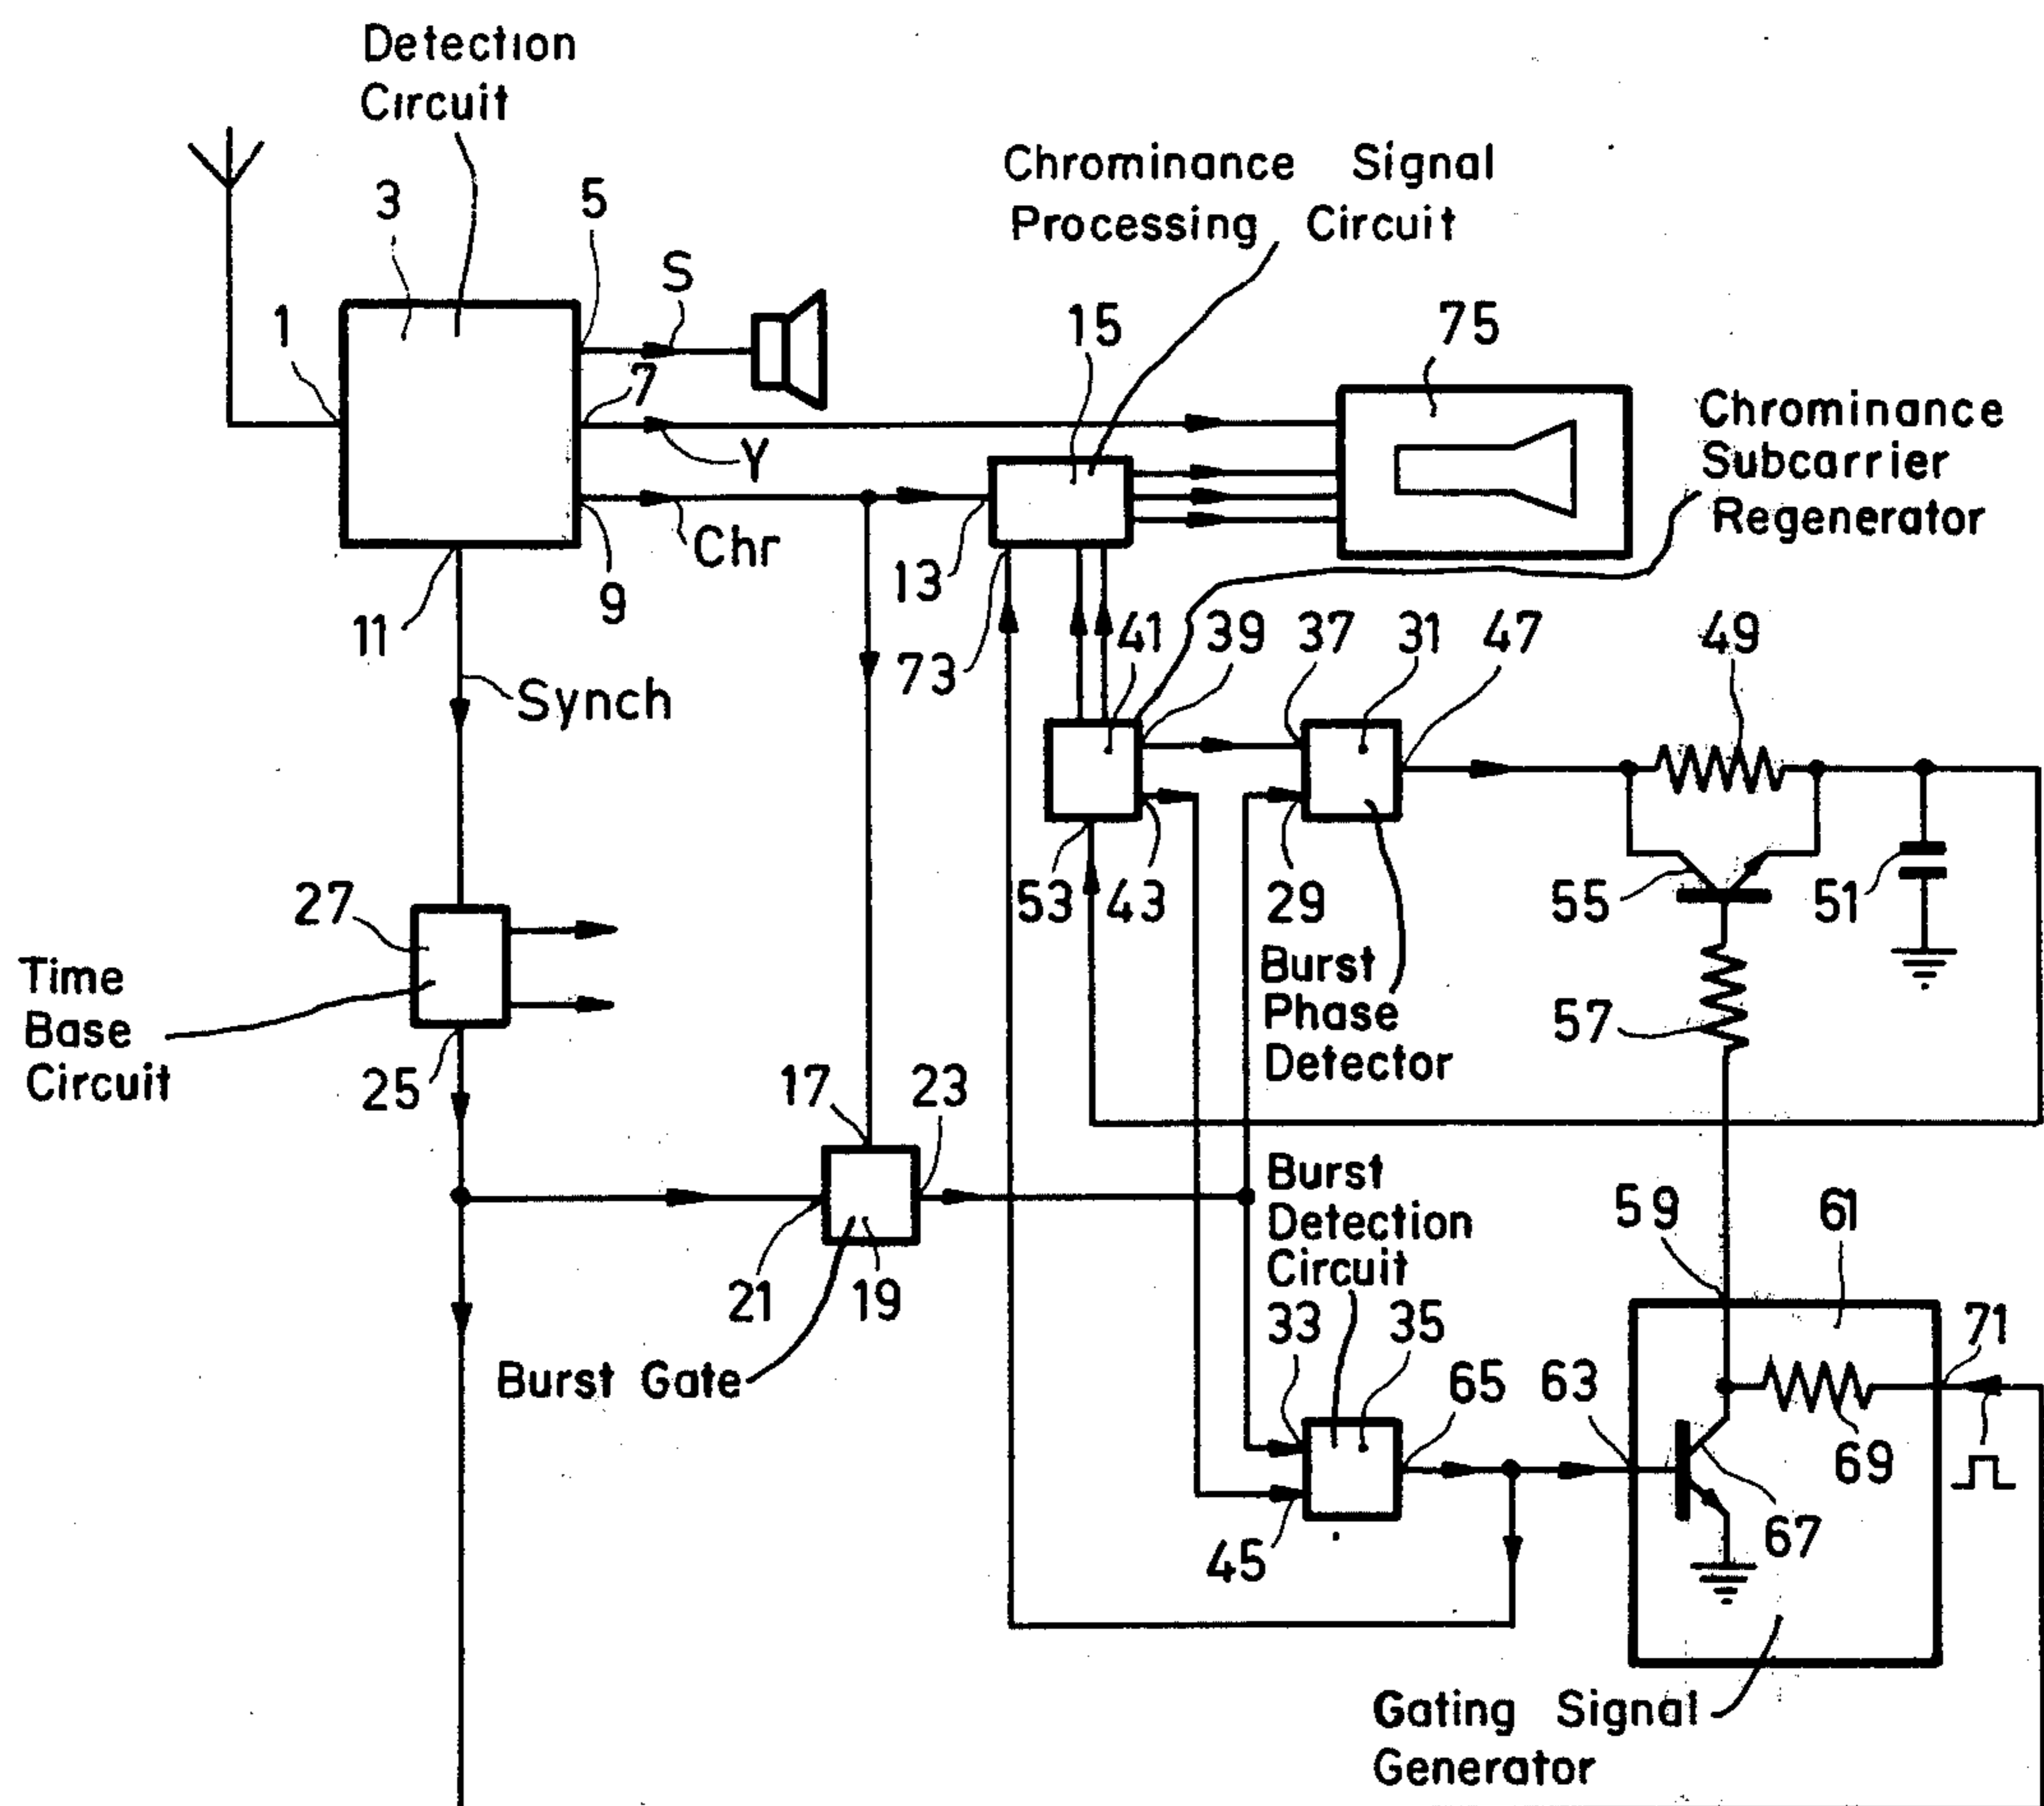 Detection
Circuit
3
5
S
1
7
Y
Chr
9
11
Synch
Chrominance Signal
Processing Circuit
15
75
Chrominance
Subcarrier
Regenerator
13
73
41
39
37
31
47
49
53
43
29
55
51
57
Burst
Phase
Detector
27
Time
Base
Circuit
25
17
23
21
19
Burst Gate
Burst
Detection
Circuit
33
35
65
63
45
59
61
71
69
67
Gating Signal
Generator